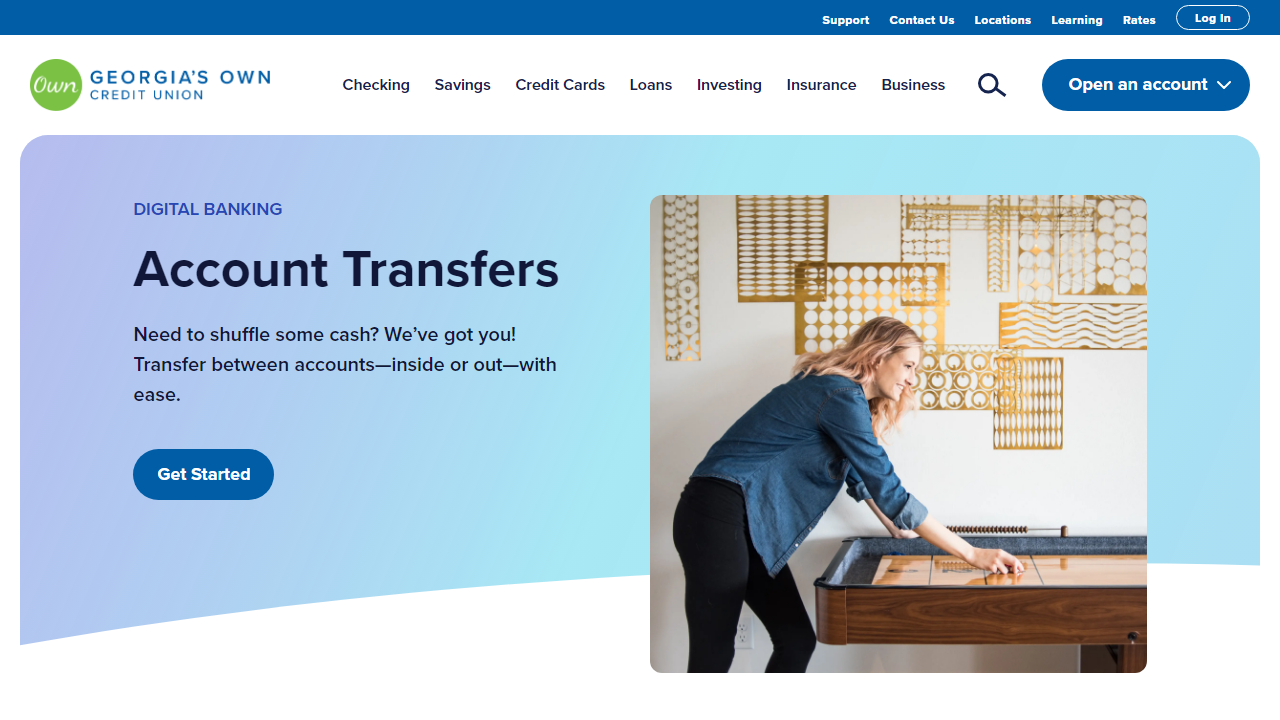 Support Contact Us Locations Learning Rates Log In
Own GEORGIA'S OWN
CREDIT UNION
Checking Savings Credit Cards Loans Investing Insurance Business Open an account
DIGITAL BANKING
Account Transfers
Need to shuffle some cash? We’ve got you!
Transfer between accounts—inside or out—with
ease.
Get Started